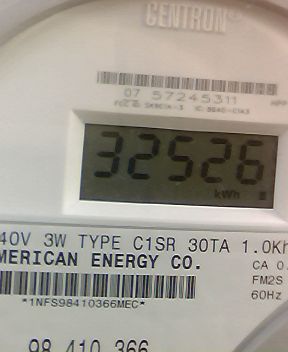 CENTRON
07 57245311
32526
kWh
40V 3W TYPE C1SR 30TA 1.0Kh
MERICAN ENERGY CO.
CA 0.
FM2S
*1NFS98410366MEC*
60Hz
98 410 366